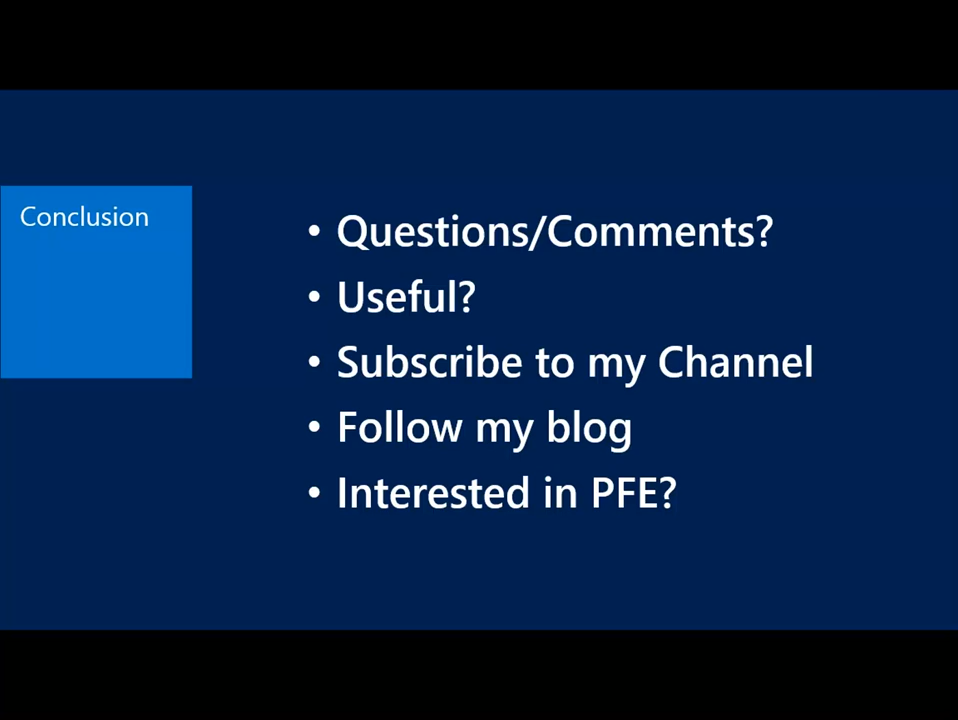 Conclusion
• Questions/Comments?
• Useful?
• Subscribe to my Channel
• Follow my blog
• Interested in PFE?